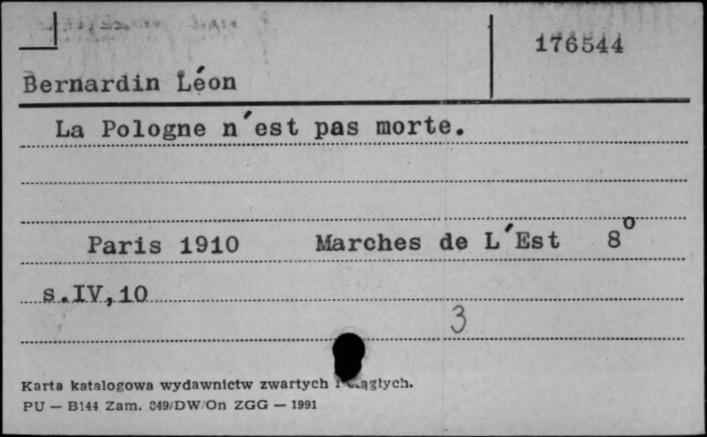 176544
Bernardin Léon
La Pologne n'est pas morte.
Paris 1910 Marches de L'Est 8°
s.IV,10
3
Karta katalogowa wydawnictw zwartych i ciągłych.
PU — B144 Zam. 849/DW/On ZGG — 1991